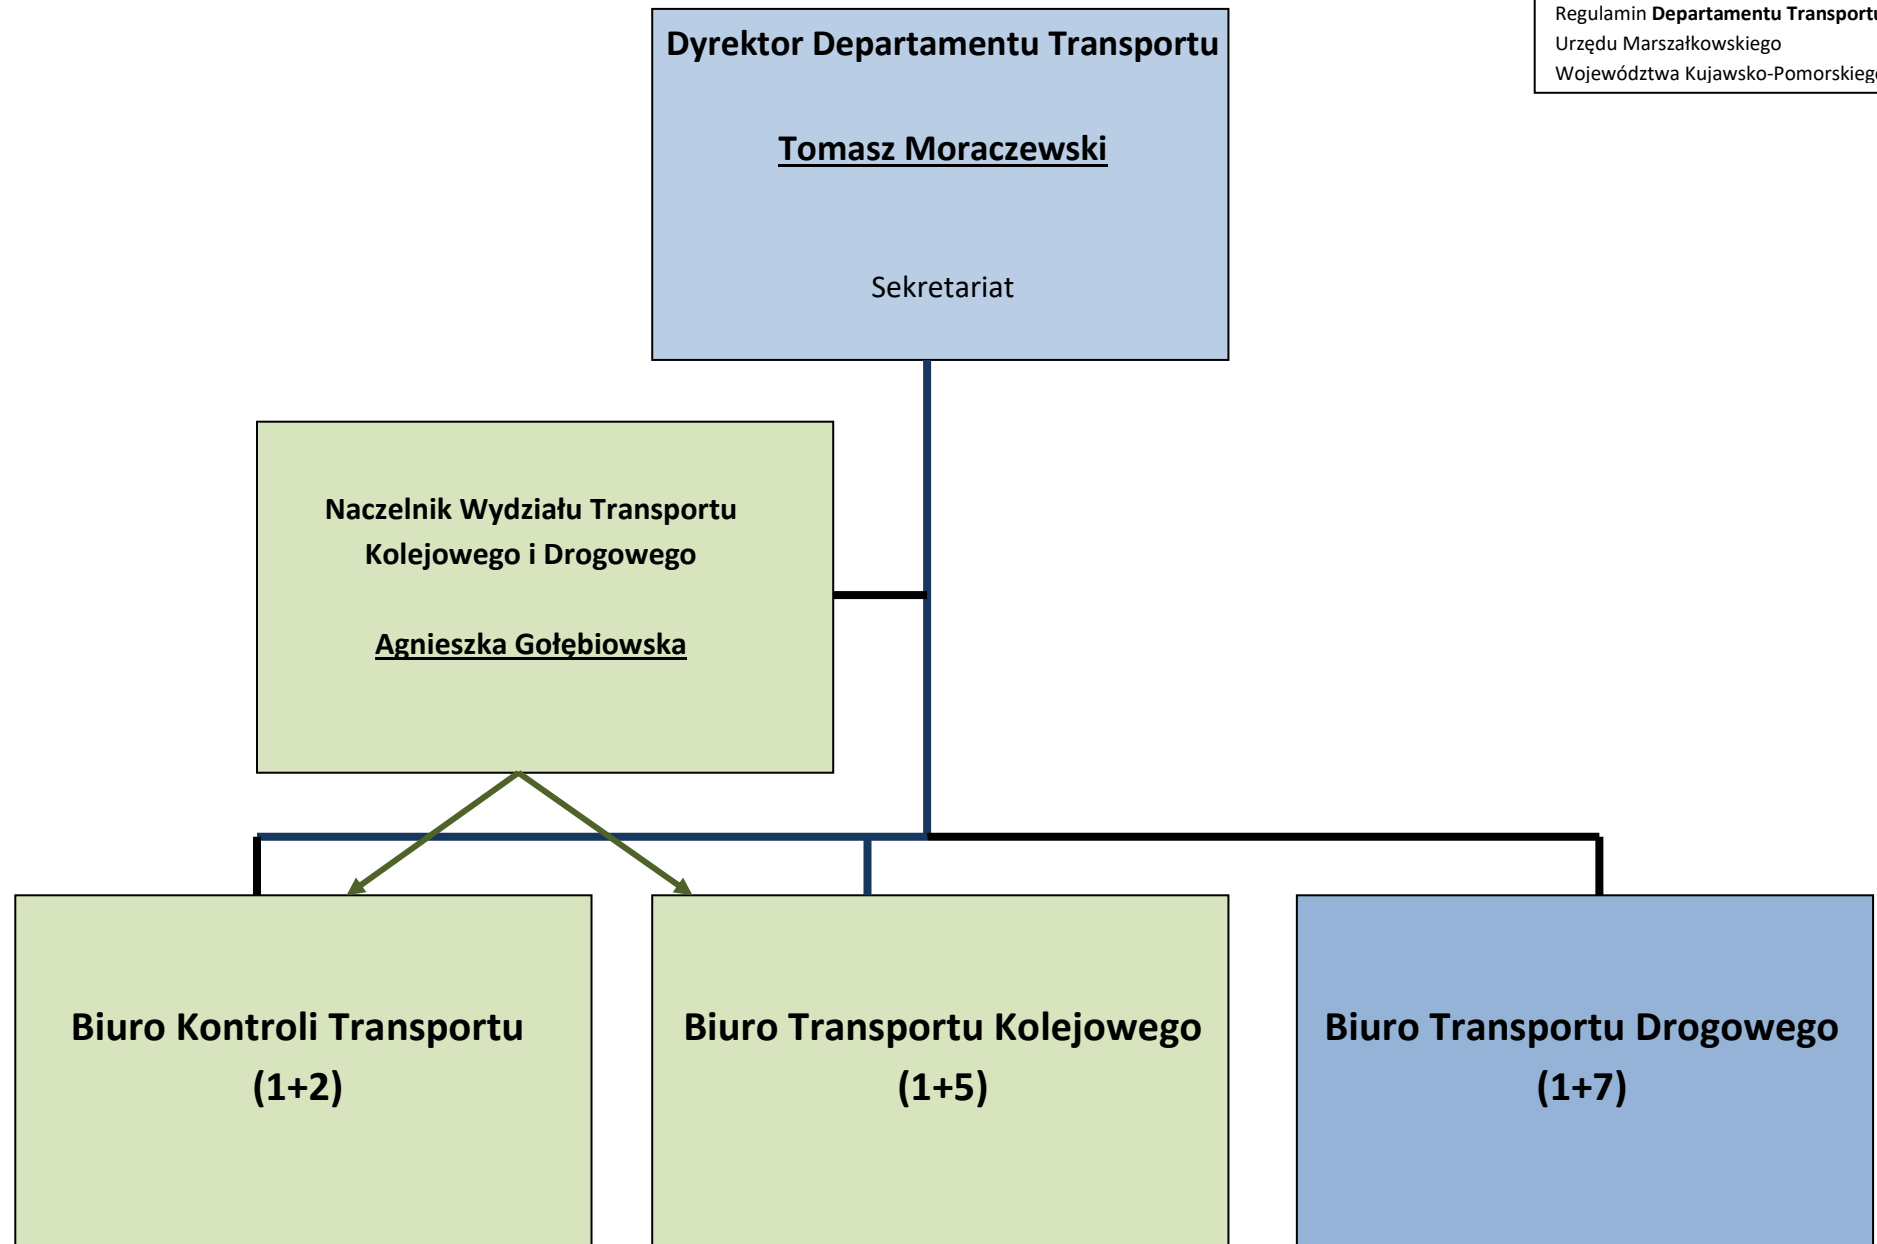 Regulamin Departamentu Transportu
Urzędu Marszałkowskiego
Województwa Kujawsko-Pomorskiego
Dyrektor Departamentu Transportu
Tomasz Moraczewski
Sekretariat
Naczelnik Wydziału Transportu
Kolejowego i Drogowego
Agnieszka Gołębiowska
Biuro Kontroli Transportu
(1+2)
Biuro Transportu Kolejowego
(1+5)
Biuro Transportu Drogowego
(1+7)